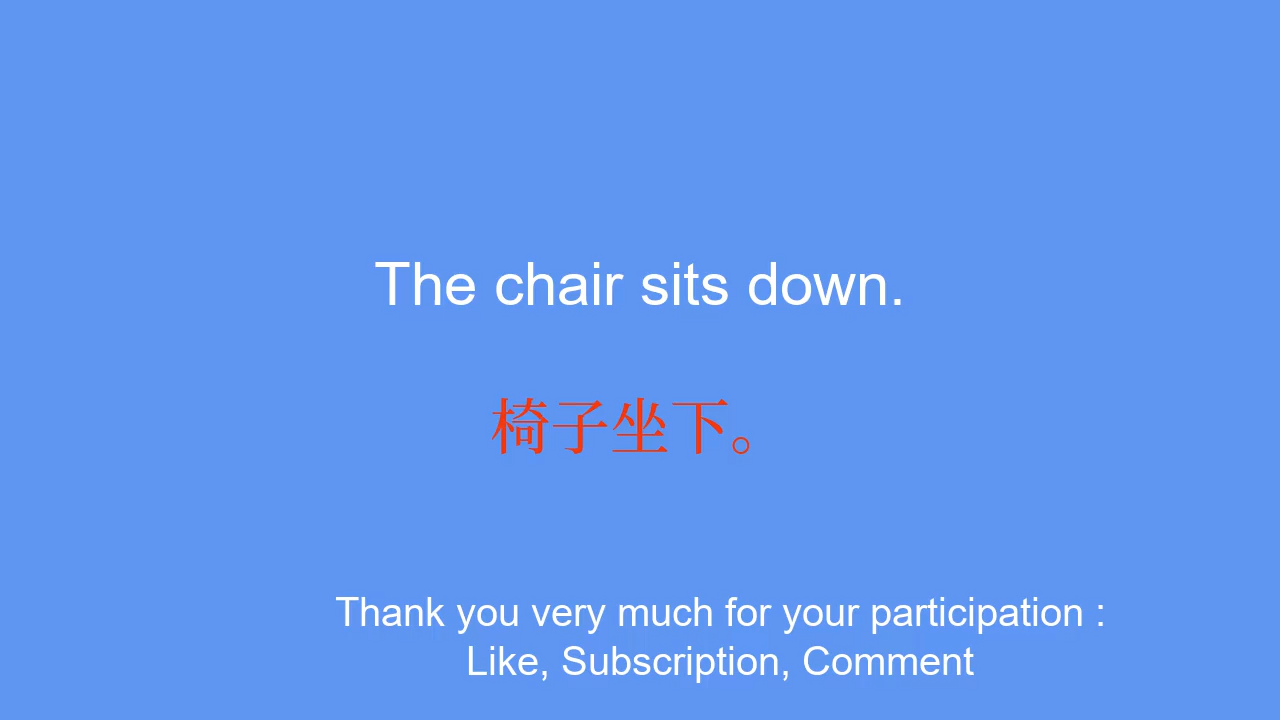 The chair sits down.
椅子坐下。
Thank you very much for your participation :
Like, Subscription, Comment